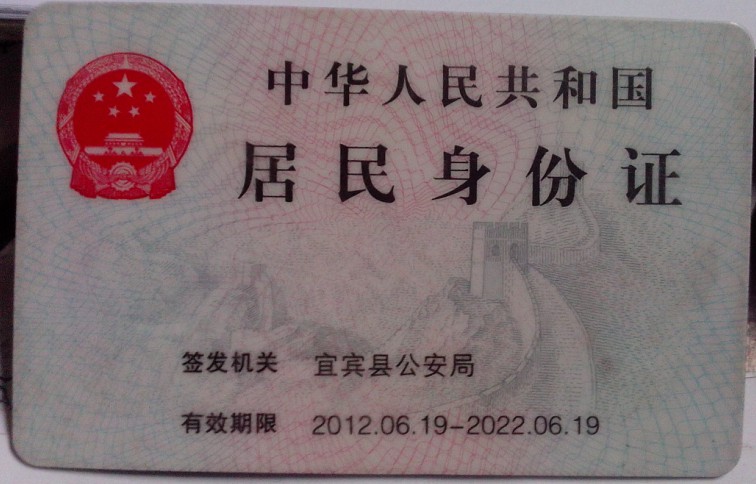 中华人民共和国
居民身份证
签发机关 宜宾县公安局
有效期限 2012.06.19-2022.06.19